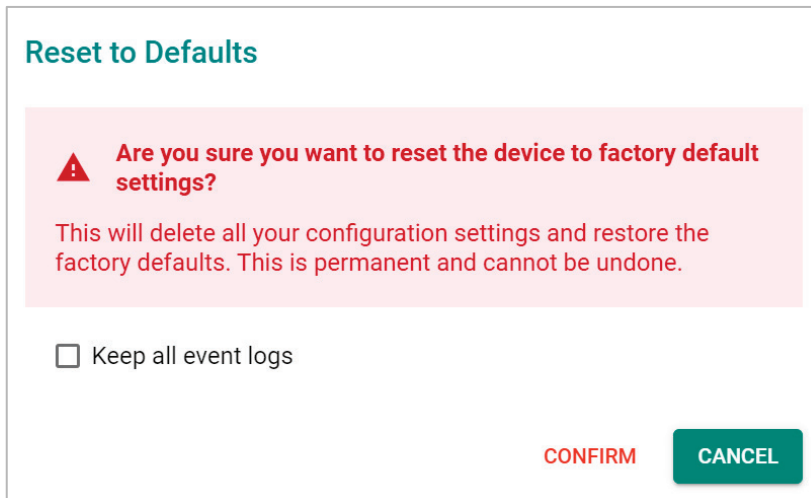 Reset to Defaults
Are you sure you want to reset the device to factory default
settings?
This will delete all your configuration settings and restore the
factory defaults. This is permanent and cannot be undone.
Keep all event logs
CONFIRM
CANCEL